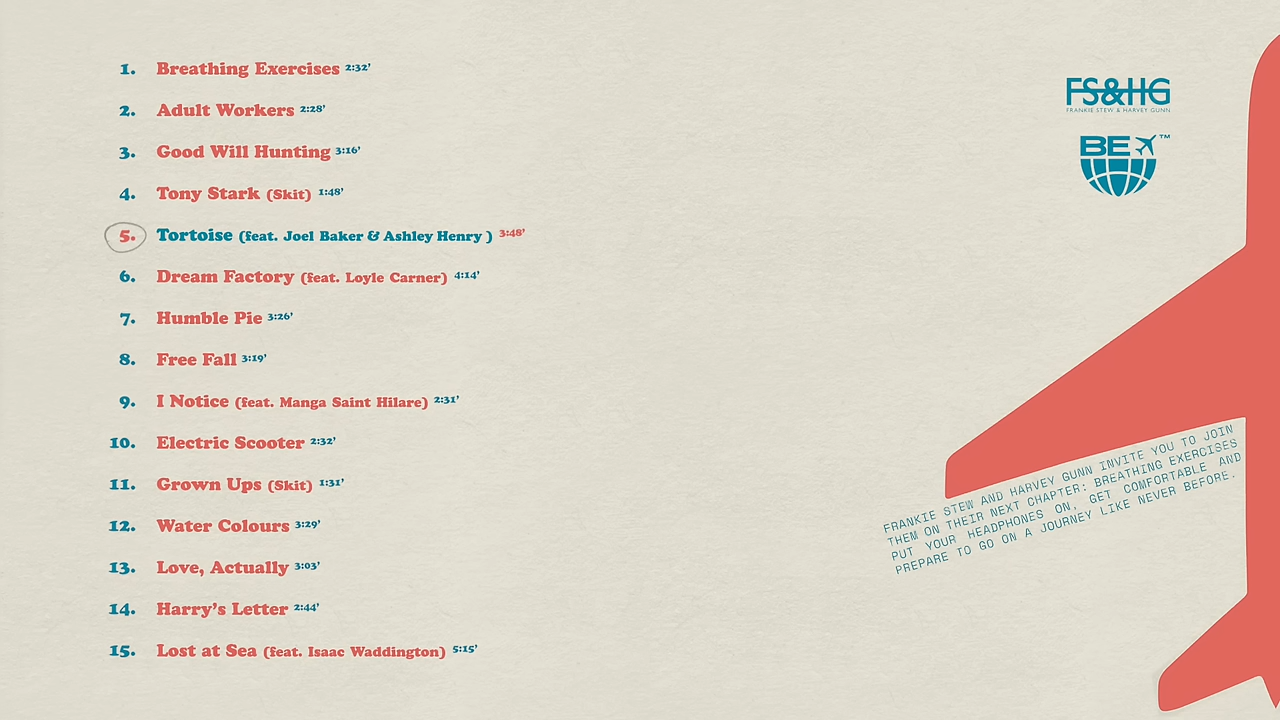 1. Breathing Exercises 2:32'
2. Adult Workers 2:28'
3. Good Will Hunting 3:16'
4. Tony Stark (Skit) 1:48'
5. Tortoise (feat. Joel Baker & Ashley Henry ) 3:48'
6. Dream Factory (feat. Loyle Carner) 4:14'
7. Humble Pie 3:26'
8. Free Fall 3:19'
9. I Notice (feat. Manga Saint Hilare) 2:31'
10. Electric Scooter 2:32'
11. Grown Ups (Skit) 1:31'
12. Water Colours 3:29'
13. Love, Actually 3:03'
14. Harry's Letter 2:44'
15. Lost at Sea (feat. Isaac Waddington) 5:15'
FS&HG
FRANKIE STEW & HARVEY GUNN
BE ™
FRANKIE STEW AND HARVEY GUNN INVITE YOU TO JOIN
THEM ON THEIR NEXT CHAPTER: BREATHING EXERCISES
PUT YOUR HEADPHONES ON, GET COMFORTABLE AND
PREPARE TO GO ON A JOURNEY LIKE NEVER BEFORE.